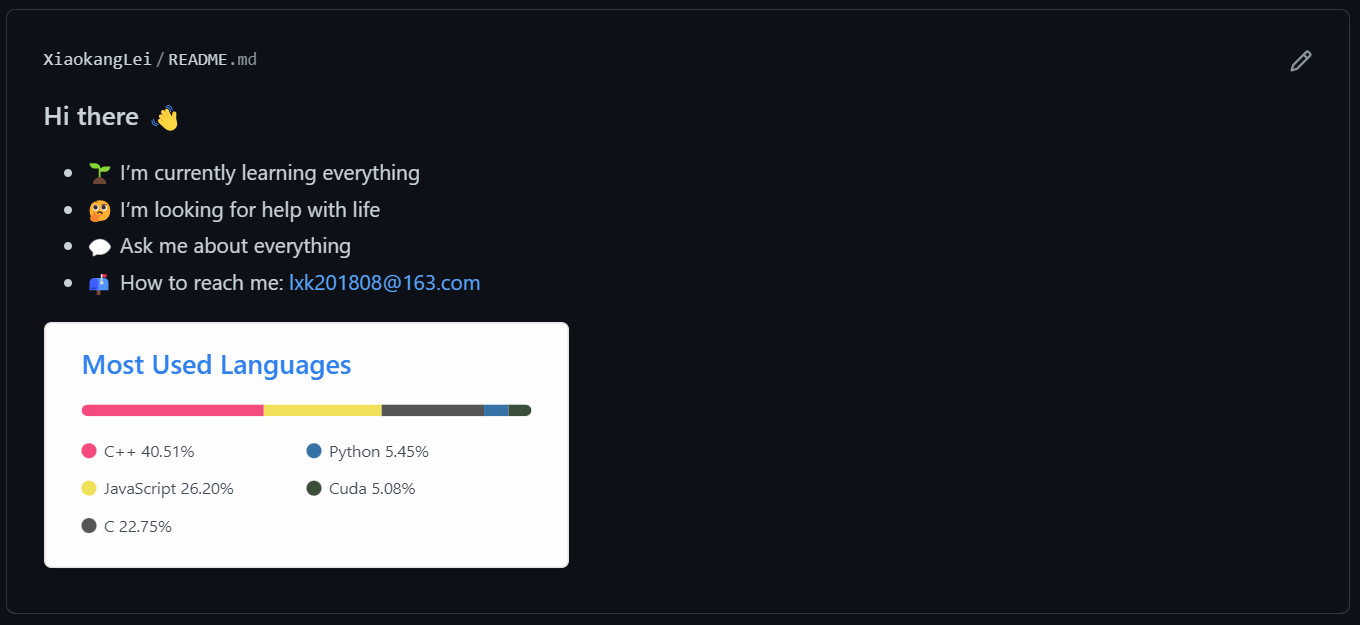 XiaokangLei/README.md
Hi there 👋
🌱 I’m currently learning everything
🤔 I’m looking for help with life
💬 Ask me about everything
📫 How to reach me: lxk201808@163.com
Most Used Languages
C++ 40.51%
JavaScript 26.20%
C 22.75%
Python 5.45%
Cuda 5.08%